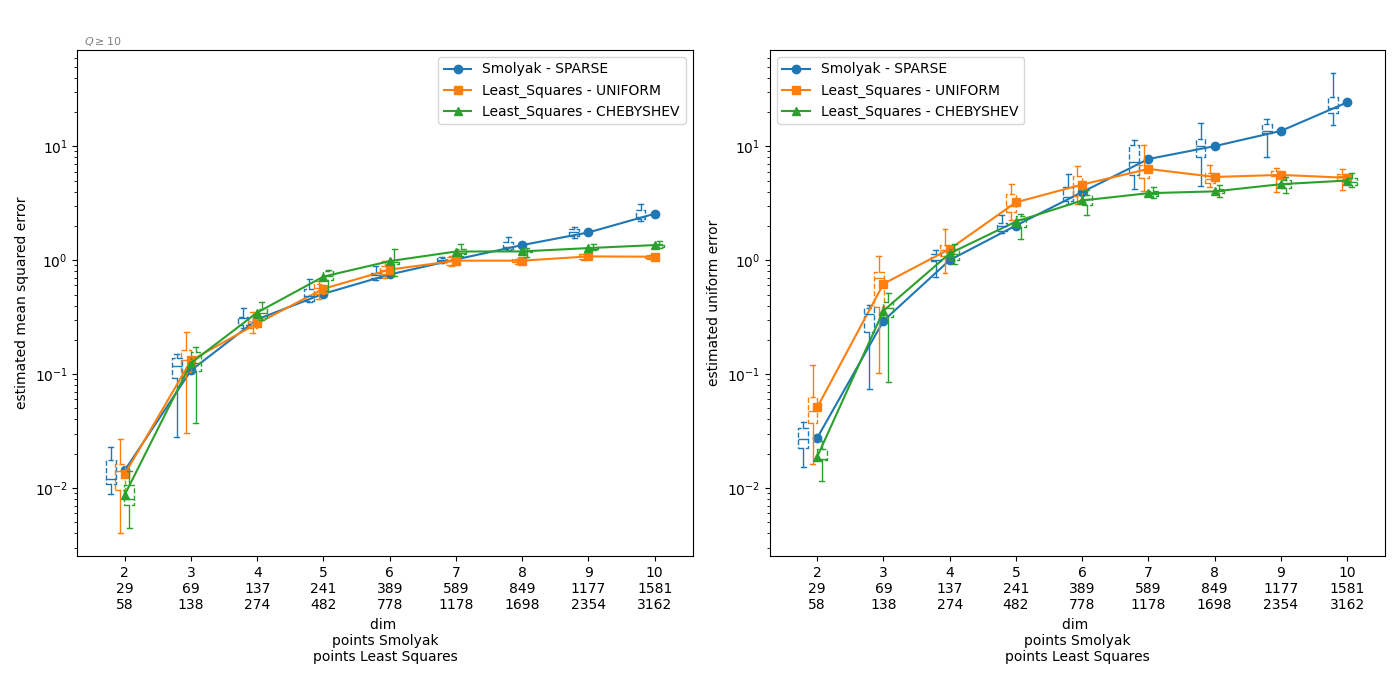 Q ≥ 10
Smolyak - SPARSE
Least_Squares - UNIFORM
Least_Squares - CHEBYSHEV
estimated mean squared error
10^1
10^0
10^-1
10^-2
2 3 4 5 6 7 8 9 10
29 69 137 241 389 589 849 1177 1581
58 138 274 482 778 1178 1698 2354 3162
dim
points Smolyak
points Least Squares
Smolyak - SPARSE
Least_Squares - UNIFORM
Least_Squares - CHEBYSHEV
estimated uniform error
10^1
10^0
10^-1
10^-2
2 3 4 5 6 7 8 9 10
29 69 137 241 389 589 849 1177 1581
58 138 274 482 778 1178 1698 2354 3162
dim
points Smolyak
points Least Squares